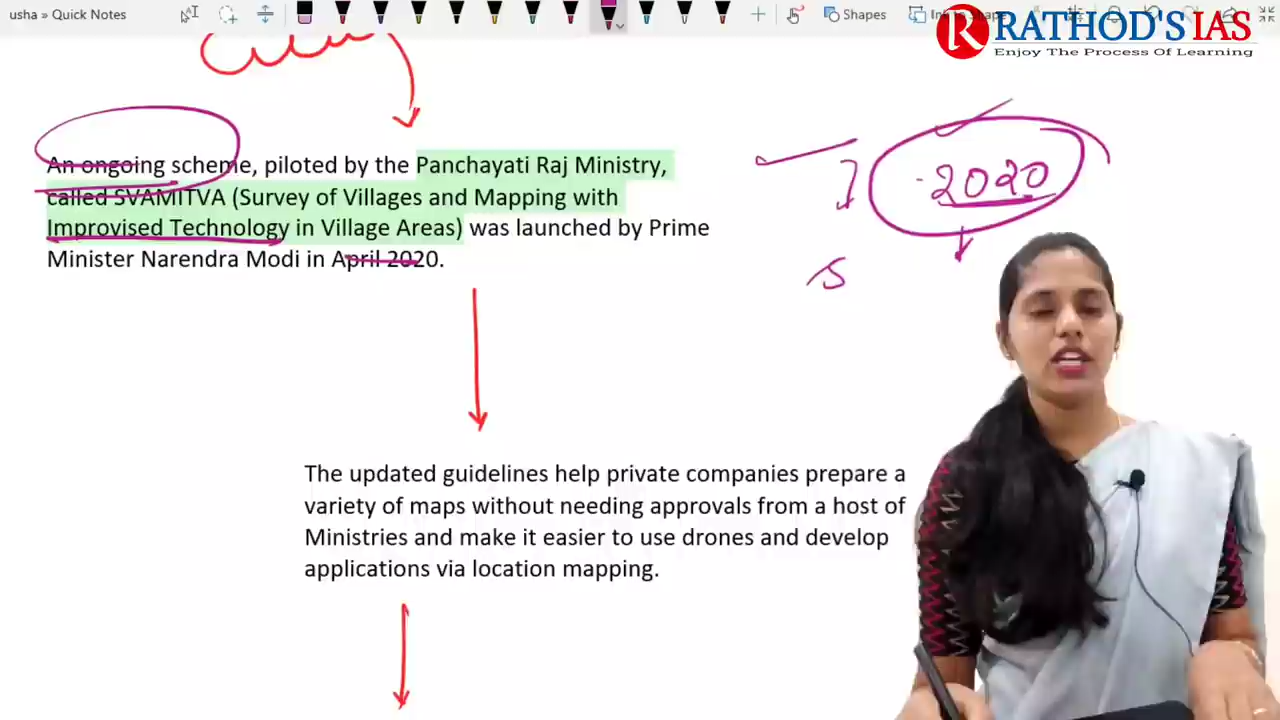 usha » Quick Notes
Shapes
RATHOD'S IAS
Enjoy The Process Of Learning
An ongoing scheme, piloted by the Panchayati Raj Ministry,
called SVAMITVA (Survey of Villages and Mapping with
Improvised Technology in Village Areas) was launched by Prime
Minister Narendra Modi in April 2020.
2020
S
The updated guidelines help private companies prepare a
variety of maps without needing approvals from a host of
Ministries and make it easier to use drones and develop
applications via location mapping.